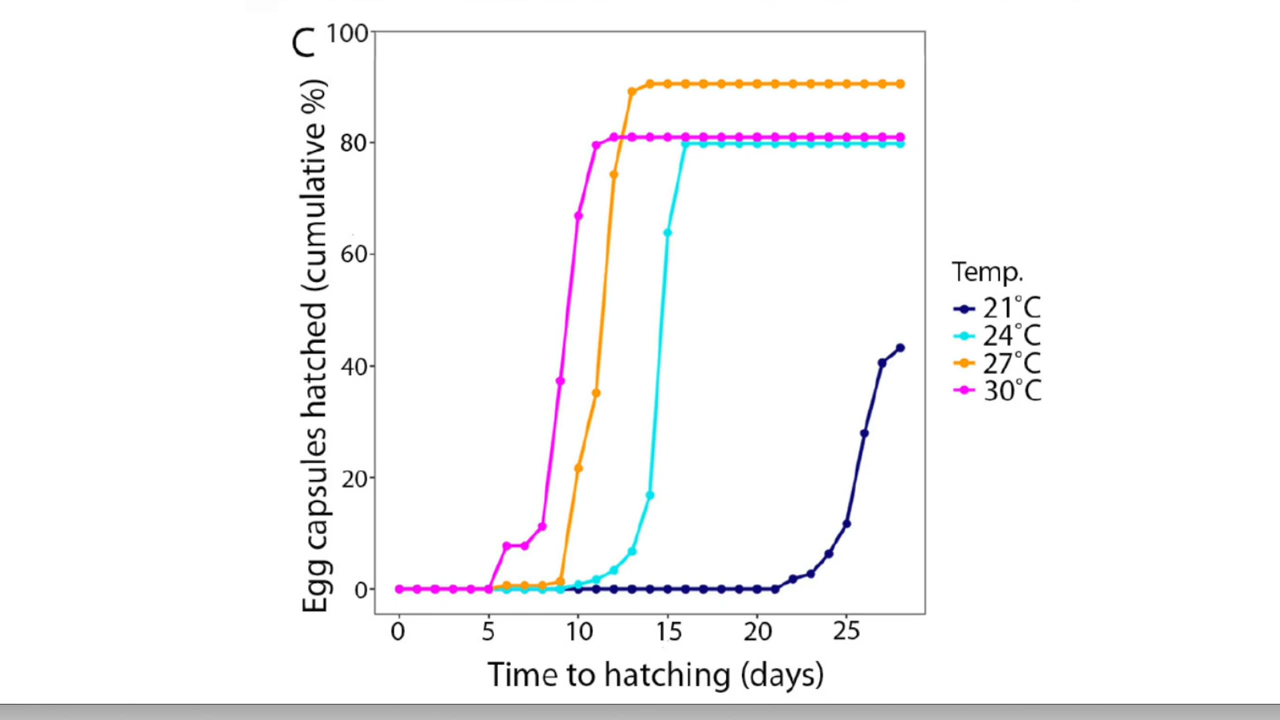 C
100
80
60
40
20
0
Egg capsules hatched (cumulative %)
0 5 10 15 20 25
Time to hatching (days)
Temp.
21°C
24°C
27°C
30°C